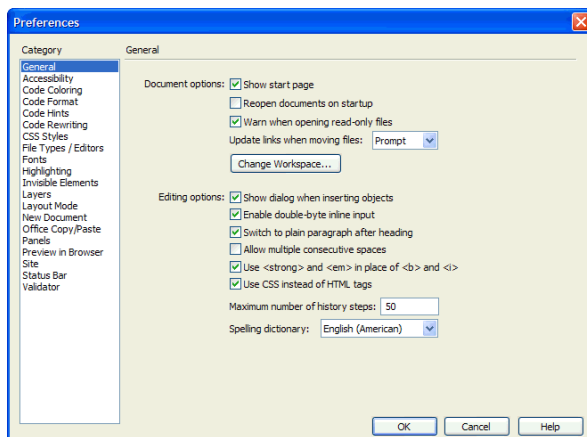 Preferences
Category
General
General
Accessibility
Code Coloring
Code Format
Code Hints
Code Rewriting
CSS Styles
File Types / Editors
Fonts
Highlighting
Invisible Elements
Layers
Layout Mode
New Document
Office Copy/Paste
Panels
Preview in Browser
Site
Status Bar
Validator
Document options: Show start page
Reopen documents on startup
Warn when opening read-only files
Update links when moving files: Prompt
Change Workspace...
Editing options: Show dialog when inserting objects
Enable double-byte inline input
Switch to plain paragraph after heading
Allow multiple consecutive spaces
Use <strong> and <em> in place of <b> and <i>
Use CSS instead of HTML tags
Maximum number of history steps: 50
Spelling dictionary: English (American)
OK Cancel Help